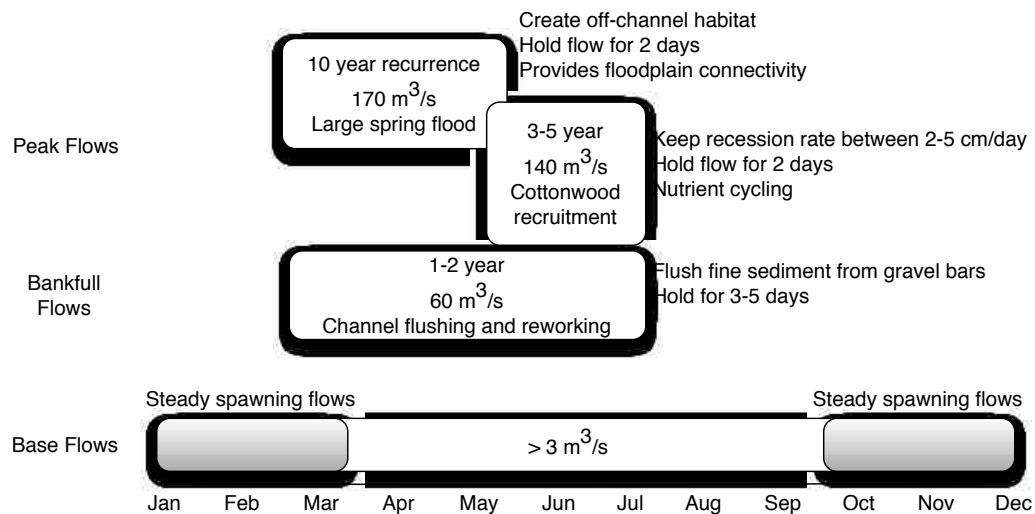 Create off-channel habitat
Hold flow for 2 days
Provides floodplain connectivity
10 year recurrence
170 m³/s
Large spring flood
Peak Flows
3-5 year
140 m³/s
Cottonwood
recruitment
Keep recession rate between 2-5 cm/day
Hold flow for 2 days
Nutrient cycling
Bankfull
Flows
1-2 year
60 m³/s
Channel flushing and reworking
Flush fine sediment from gravel bars
Hold for 3-5 days
Steady spawning flows
Steady spawning flows
Base Flows
> 3 m³/s
Jan Feb Mar Apr May Jun Jul Aug Sep Oct Nov Dec